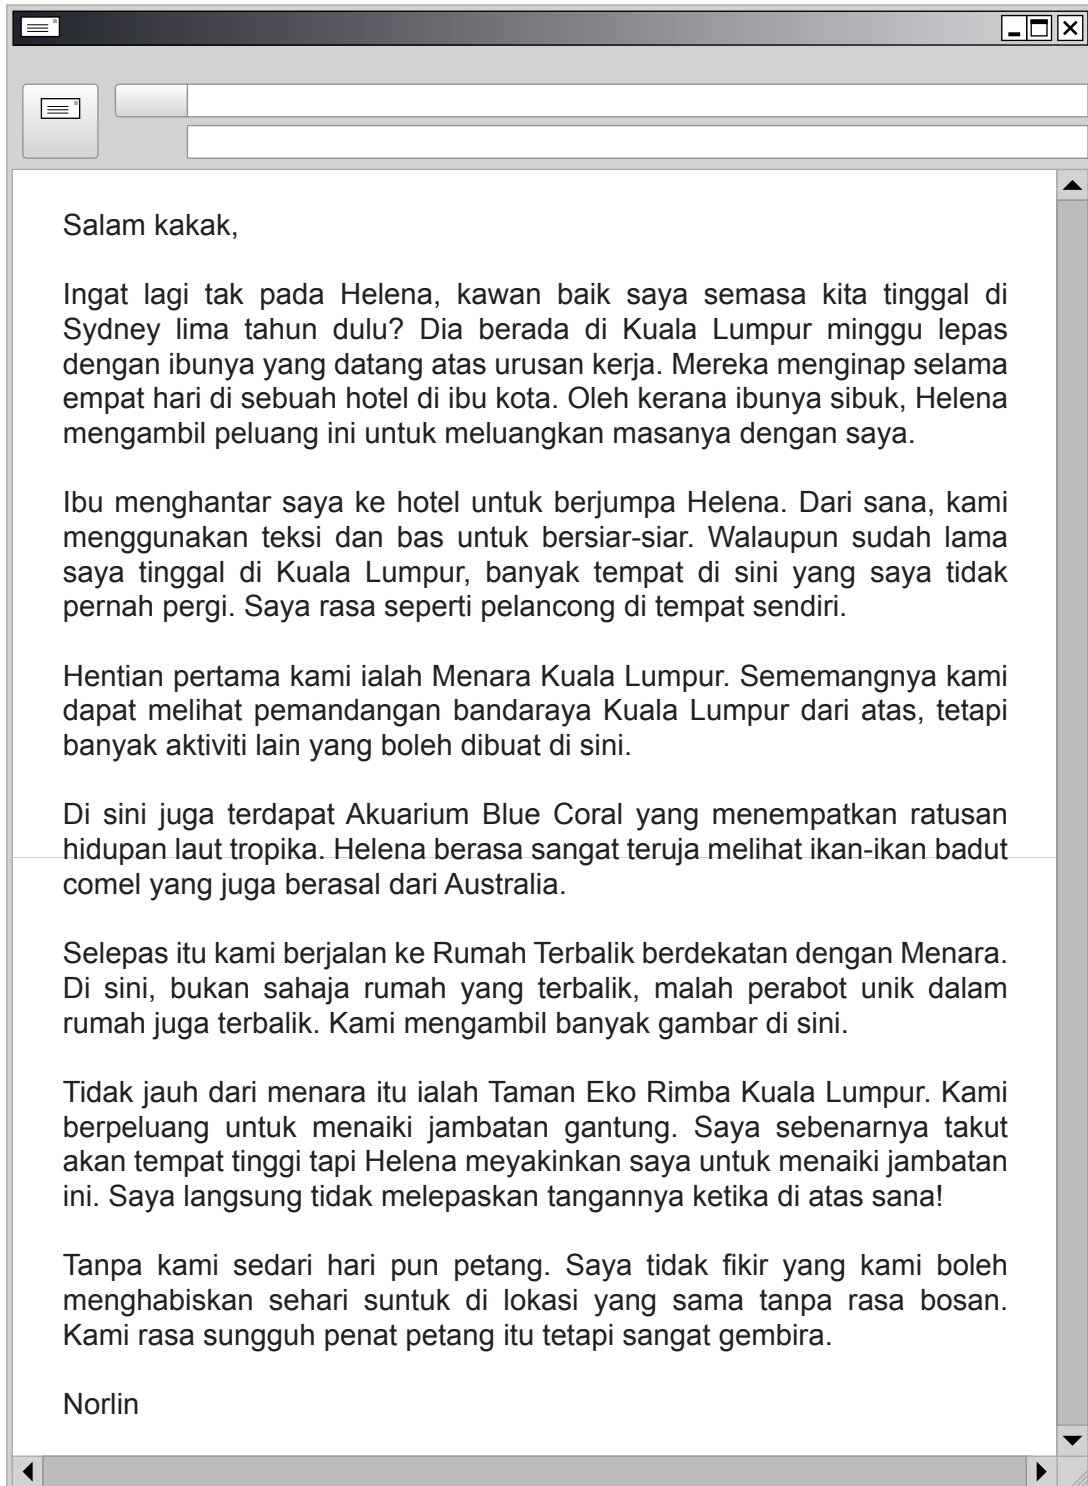 Salam kakak,
Ingat lagi tak pada Helena, kawan baik saya semasa kita tinggal di
Sydney lima tahun dulu? Dia berada di Kuala Lumpur minggu lepas
dengan ibunya yang datang atas urusan kerja. Mereka menginap selama
empat hari di sebuah hotel di ibu kota. Oleh kerana ibunya sibuk, Helena
mengambil peluang ini untuk meluangkan masanya dengan saya.
Ibu menghantar saya ke hotel untuk berjumpa Helena. Dari sana, kami
menggunakan teksi dan bas untuk bersiar-siar. Walaupun sudah lama
saya tinggal di Kuala Lumpur, banyak tempat di sini yang saya tidak
pernah pergi. Saya rasa seperti pelancong di tempat sendiri.
Hentian pertama kami ialah Menara Kuala Lumpur. Sememangnya kami
dapat melihat pemandangan bandaraya Kuala Lumpur dari atas, tetapi
banyak aktiviti lain yang boleh dibuat di sini.
Di sini juga terdapat Akuarium Blue Coral yang menempatkan ratusan
hidupan laut tropika. Helena berasa sangat teruja melihat ikan-ikan badut
comel yang juga berasal dari Australia.
Selepas itu kami berjalan ke Rumah Terbalik berdekatan dengan Menara.
Di sini, bukan sahaja rumah yang terbalik, malah perabot unik dalam
rumah juga terbalik. Kami mengambil banyak gambar di sini.
Tidak jauh dari menara itu ialah Taman Eko Rimba Kuala Lumpur. Kami
berpeluang untuk menaiki jambatan gantung. Saya sebenarnya takut
akan tempat tinggi tapi Helena meyakinkan saya untuk menaiki jambatan
ini. Saya langsung tidak melepaskan tangannya ketika di atas sana!
Tanpa kami sedari hari pun petang. Saya tidak fikir yang kami boleh
menghabiskan sehari suntuk di lokasi yang sama tanpa rasa bosan.
Kami rasa sungguh penat petang itu tetapi sangat gembira.
Norlin